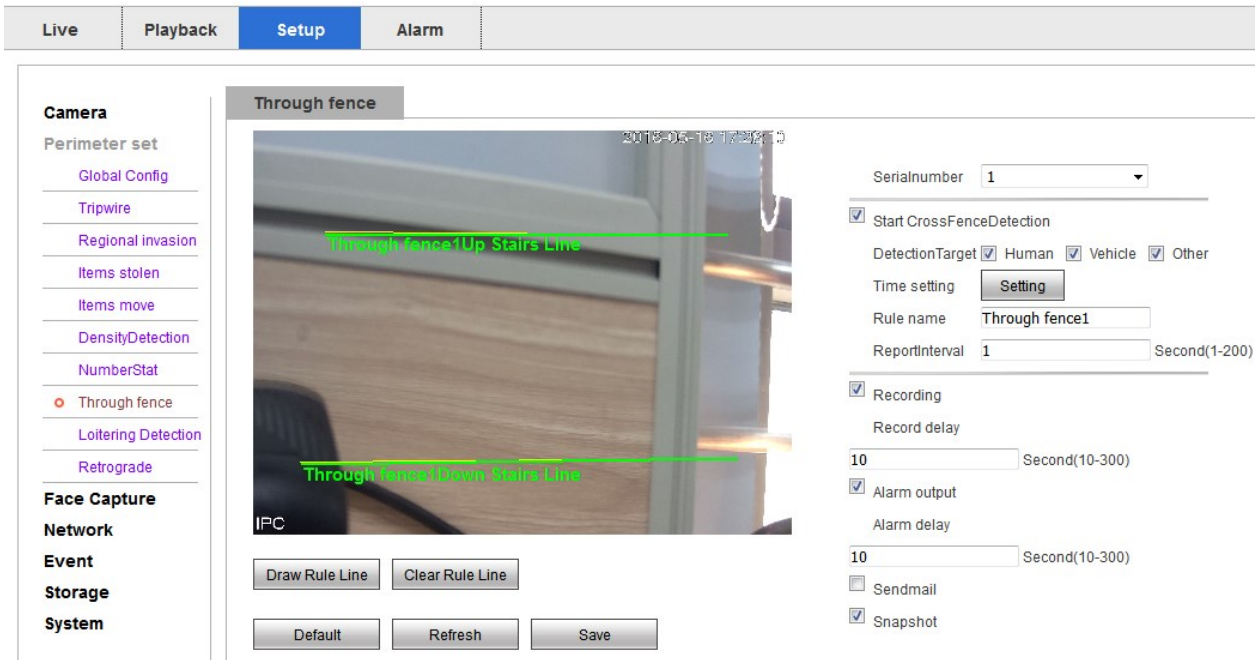 Live Playback Setup Alarm
Camera
Perimeter set
Global Config
Tripwire
Regional invasion
Items stolen
Items move
DensityDetection
NumberStat
Through fence
Loitering Detection
Retrograde
Face Capture
Network
Event
Storage
System
Through fence
Through fence1Up Stairs Line
Through fence1Down Stairs Line
IPC
Draw Rule Line Clear Rule Line
Default Refresh Save
Serialnumber 1
Start CrossFenceDetection
DetectionTarget Human Vehicle Other
Time setting Setting
Rule name Through fence1
ReportInterval 1 Second(1-200)
Recording
Record delay
10 Second(10-300)
Alarm output
Alarm delay
10 Second(10-300)
Sendmail
Snapshot